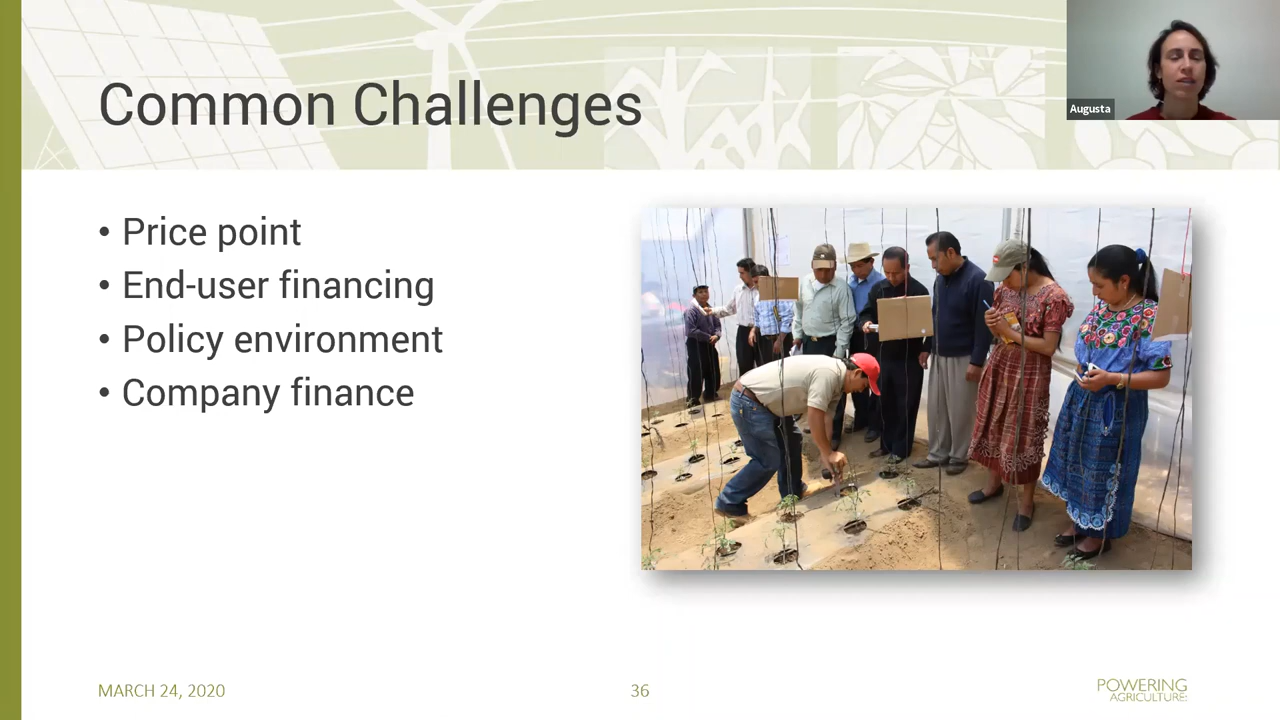 Common Challenges
Augusta
• Price point
• End-user financing
• Policy environment
• Company finance
MARCH 24, 2020
36
POWERING
AGRICULTURE: